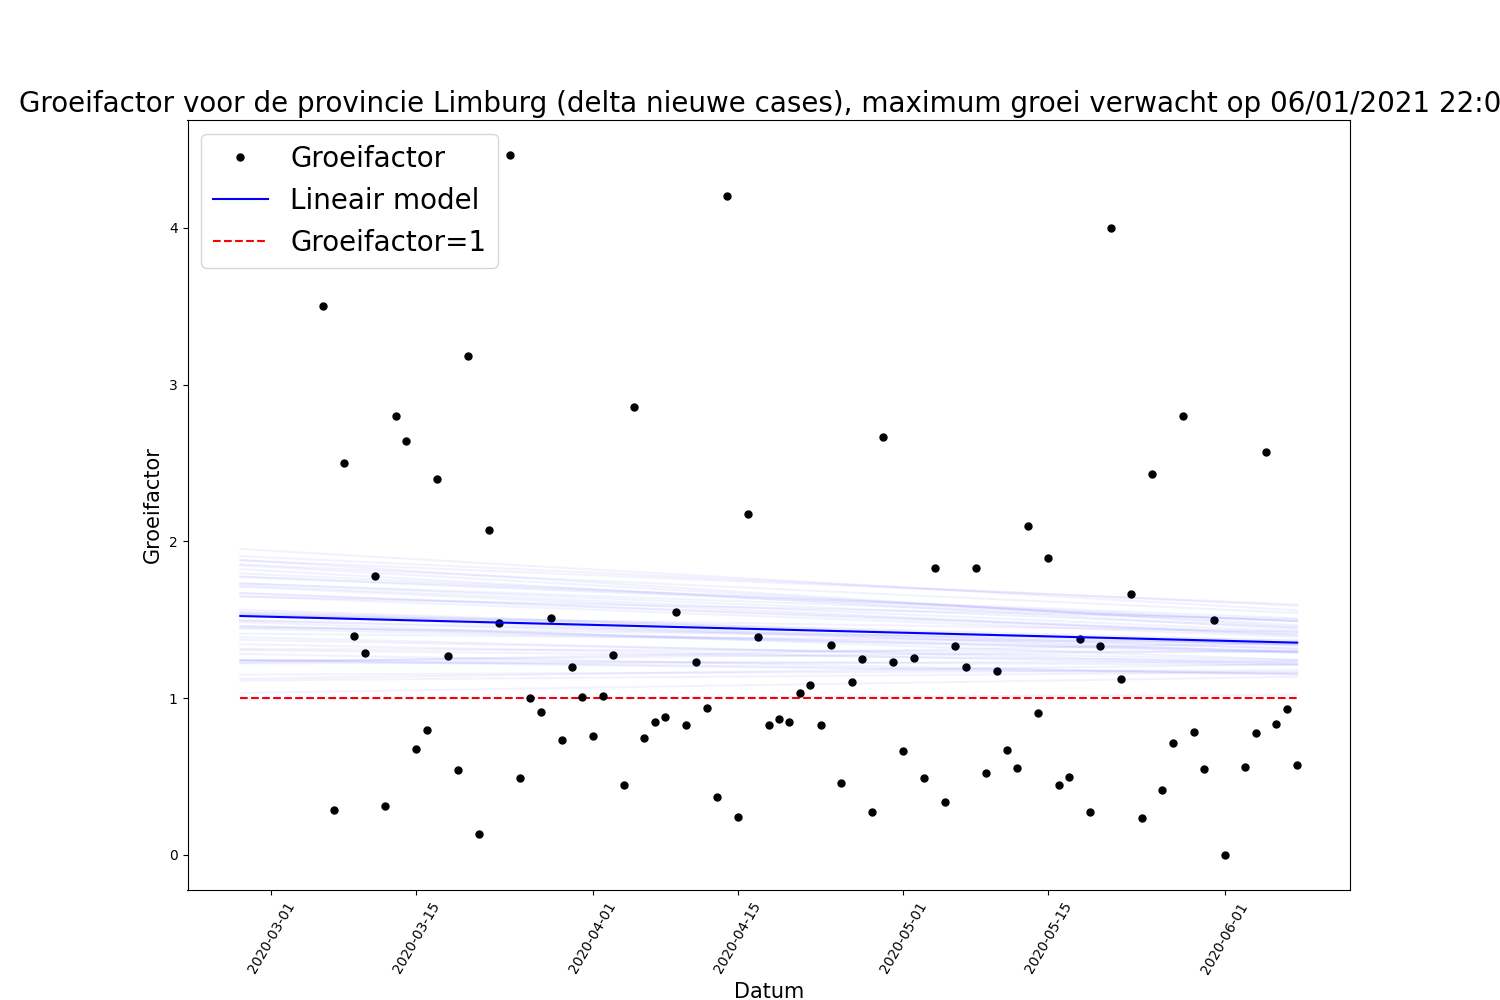 Groeifactor voor de provincie Limburg (delta nieuwe cases), maximum groei verwacht op 06/01/2021 22:0
Groeifactor
Lineair model
Groeifactor=1
4
3
2
1
0
Groeifactor
2020-03-01
2020-03-15
2020-04-01
2020-04-15
2020-05-01
2020-05-15
2020-06-01
Datum